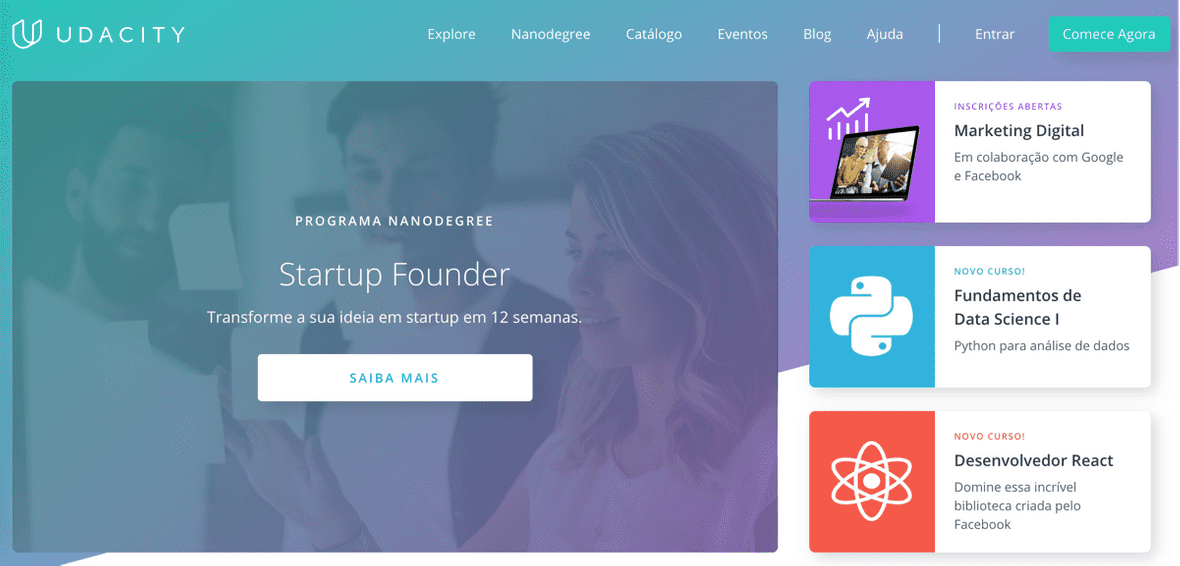 UDACITY
Explore Nanodegree Catálogo Eventos Blog Ajuda Entrar Comece Agora
PROGRAMA NANODEGREE
Startup Founder
Transforme a sua ideia em startup em 12 semanas.
SAIBA MAIS
INSCRIÇÕES ABERTAS
Marketing Digital
Em colaboração com Google
e Facebook
NOVO CURSO!
Fundamentos de
Data Science I
Python para análise de dados
NOVO CURSO!
Desenvolvedor React
Domine essa incrível
biblioteca criada pelo
Facebook